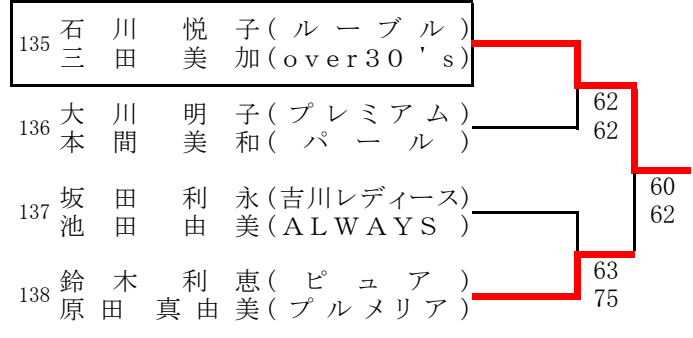 135 石川 悦子(ルーブル)
三田 美加(over30's)
136 大川 明子(プレミアム)
本間 美和(パール)
62
62
137 坂田 利永(吉川レディース)
池田 由美(ALWAYS)
60
62
138 鈴木 利恵(ピュア)
原田 真由美(プルメリア)
63
75